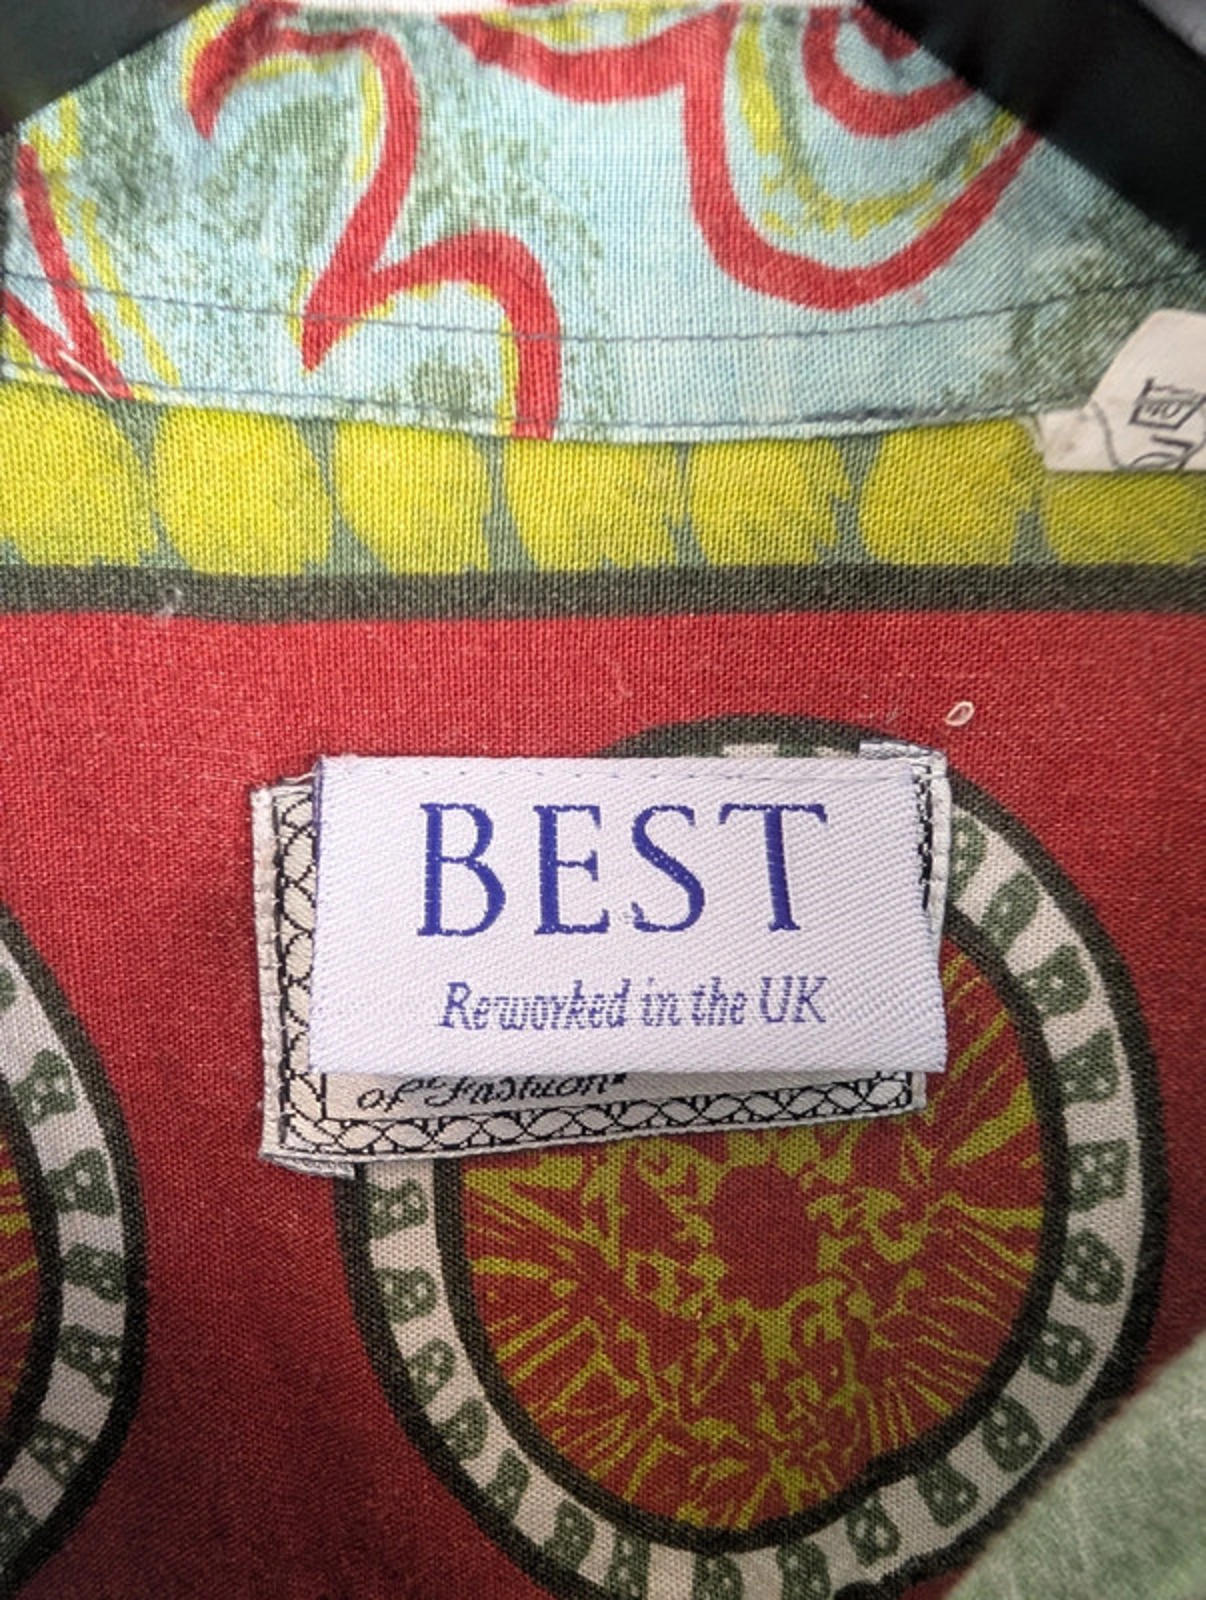 BEST
Reworked in the UK
of Fashion"